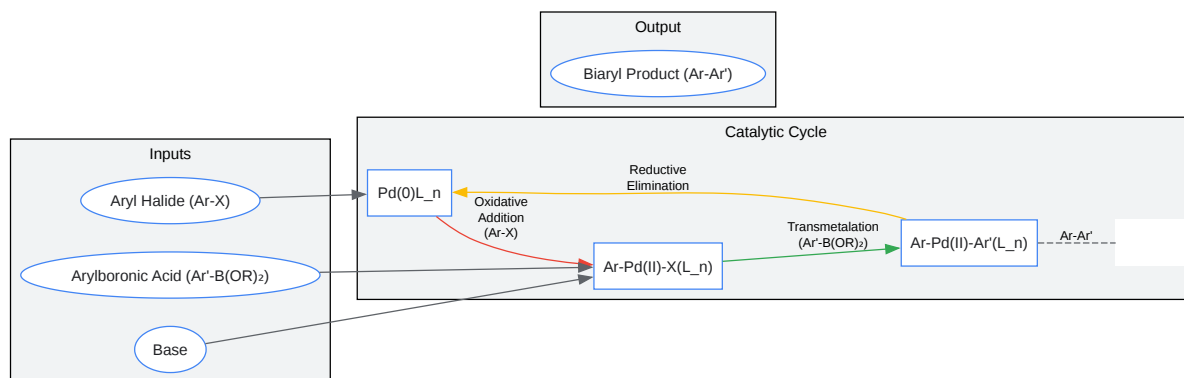 Output
Biaryl Product (Ar-Ar')
Catalytic Cycle
Inputs
Reductive
Elimination
Pd(0)L_n
Aryl Halide (Ar-X)
Oxidative
Addition
(Ar-X)
Transmetalation
(Ar'-B(OR)₂)
Ar-Pd(II)-Ar'(L_n)
Ar-Ar'
Arylboronic Acid (Ar'-B(OR)₂)
Ar-Pd(II)-X(L_n)
Base